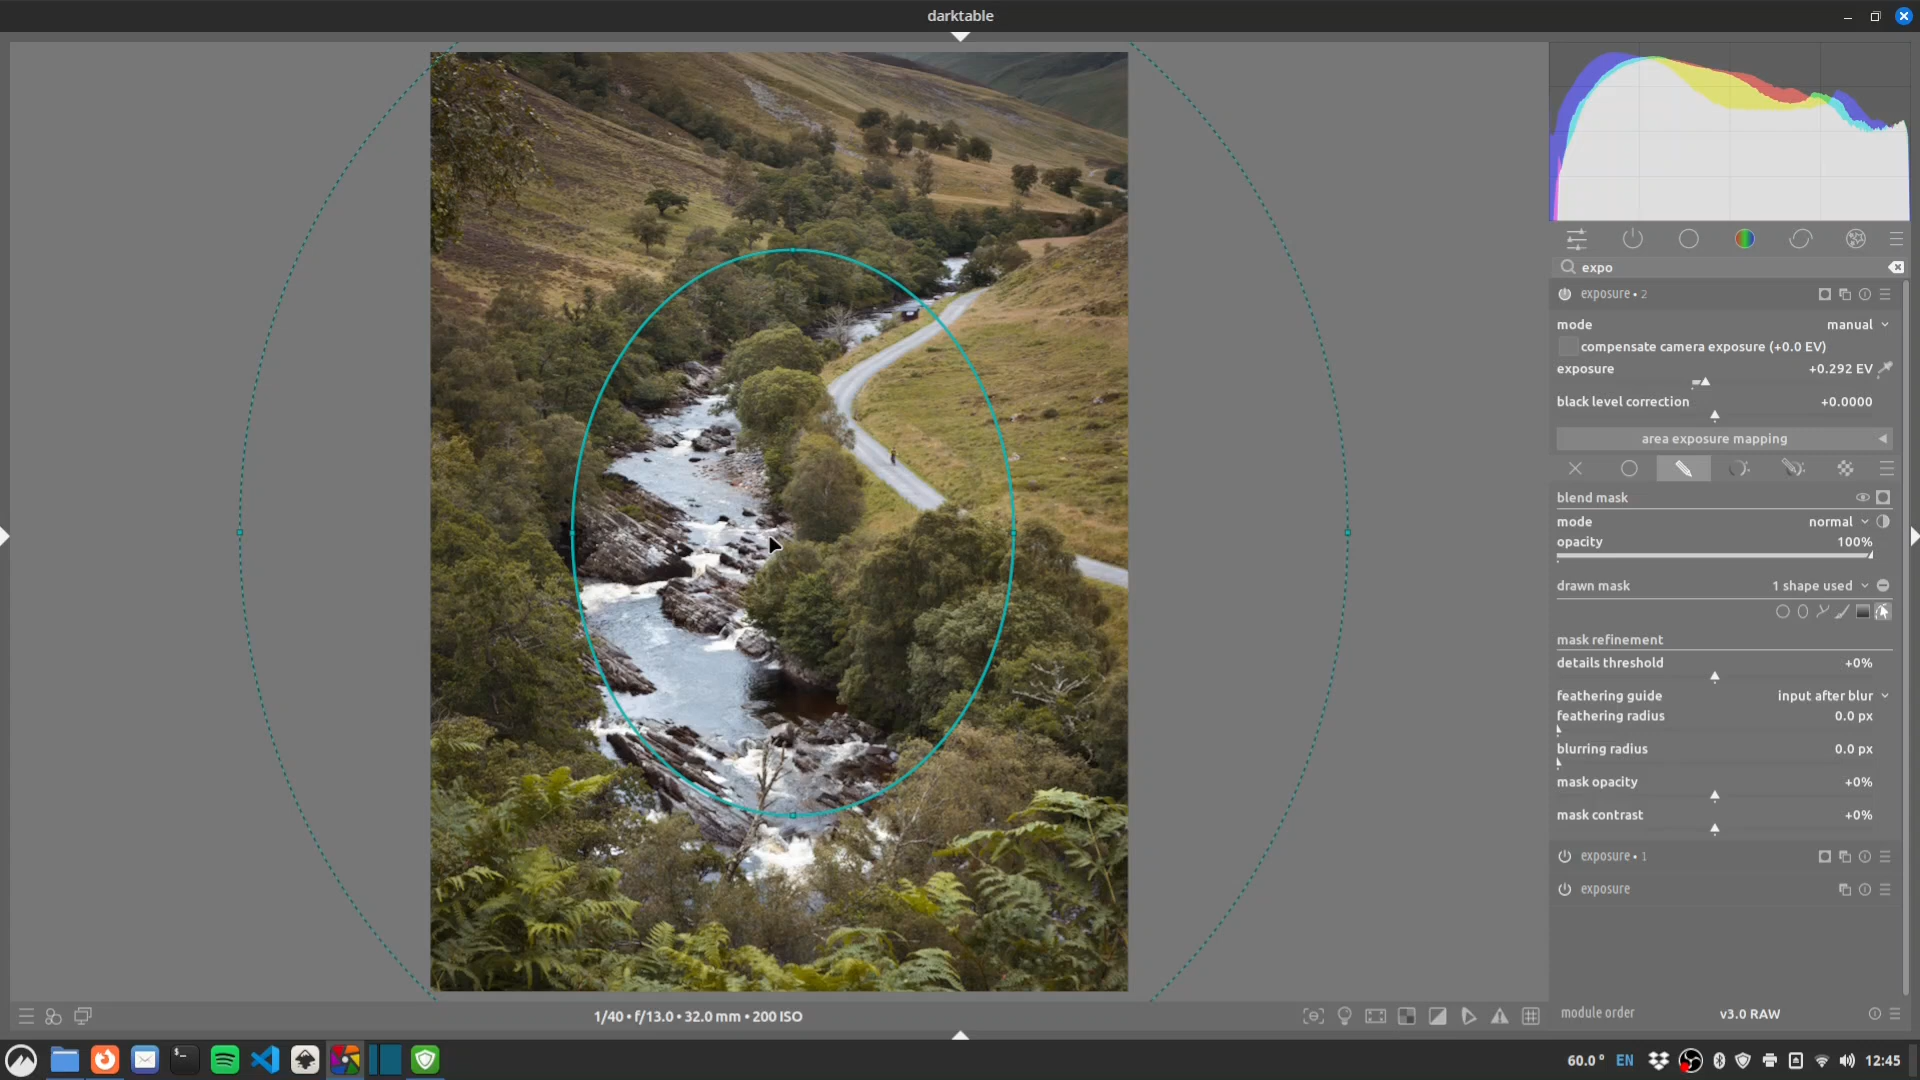 darktable
expo
exposure • 2
mode manual
compensate camera exposure (+0.0 EV)
exposure +0.292 EV
black level correction +0.0000
area exposure mapping
blend mask
mode normal
opacity 100%
drawn mask 1 shape used
mask refinement
details threshold +0%
feathering guide input after blur
feathering radius 0.0 px
blurring radius 0.0 px
mask opacity +0%
mask contrast +0%
exposure • 1
exposure
1/40 • f/13.0 • 32.0 mm • 200 ISO
module order v3.0 RAW
60.0° EN 12:45